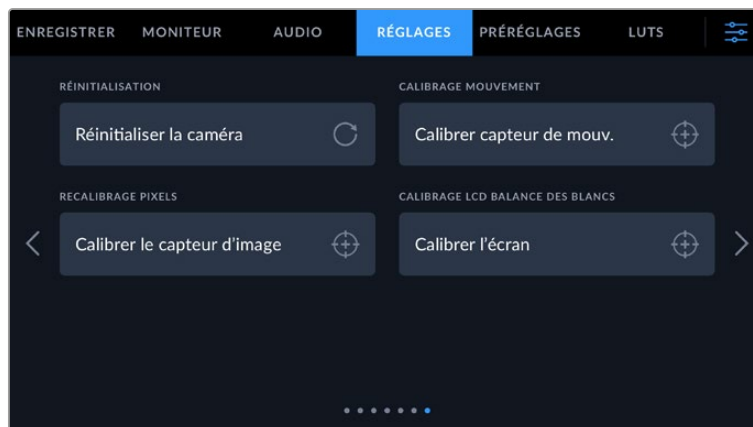 ENREGISTRER MONITEUR AUDIO RÉGLAGES PRÉRÉGLAGES LUTS
RÉINITIALISATION
Réinitialiser la caméra
CALIBRAGE MOUVEMENT
Calibrer capteur de mouv.
RECALIBRAGE PIXELS
Calibrer le capteur d’image
CALIBRAGE LCD BALANCE DES BLANCS
Calibrer l’écran